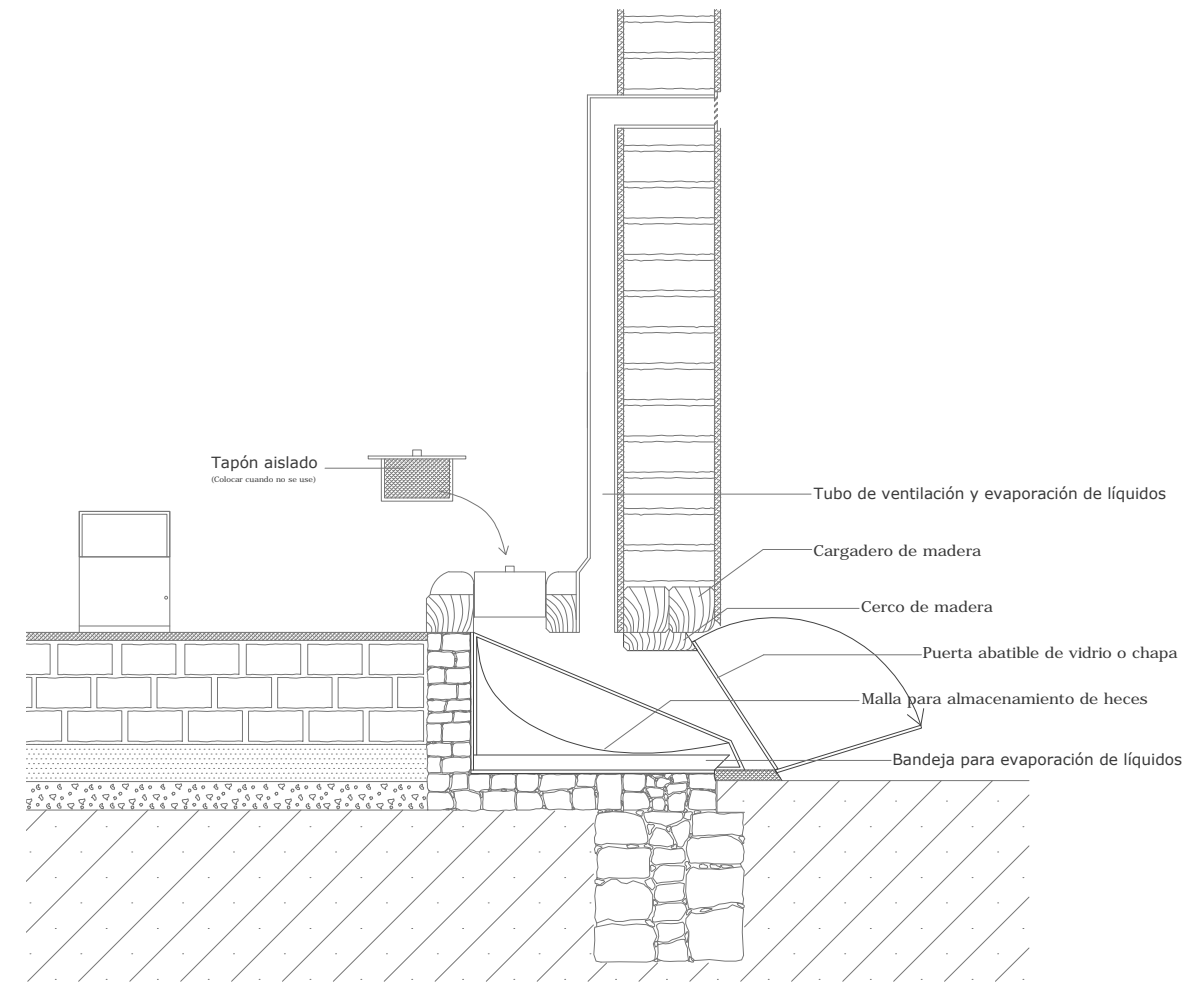 Tapón aislado
(Colocar cuando no se use)
Tubo de ventilación y evaporación de líquidos
Cargadero de madera
Cerco de madera
Puerta abatible de vidrio o chapa
Malla para almacenamiento de heces
Bandeja para evaporación de líquidos